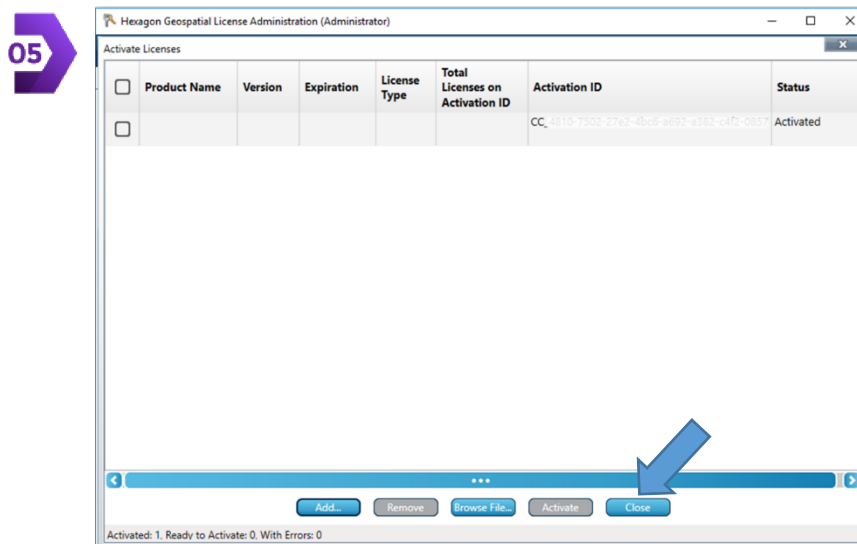 05
Hexagon Geospatial License Administration (Administrator)
Activate Licenses
Product Name
Version
Expiration
License Type
Total Licenses on Activation ID
Activation ID
Status
CC_
Activated
Add...
Remove
Browse File...
Activate
Close
Activated: 1, Ready to Activate: 0, With Errors: 0